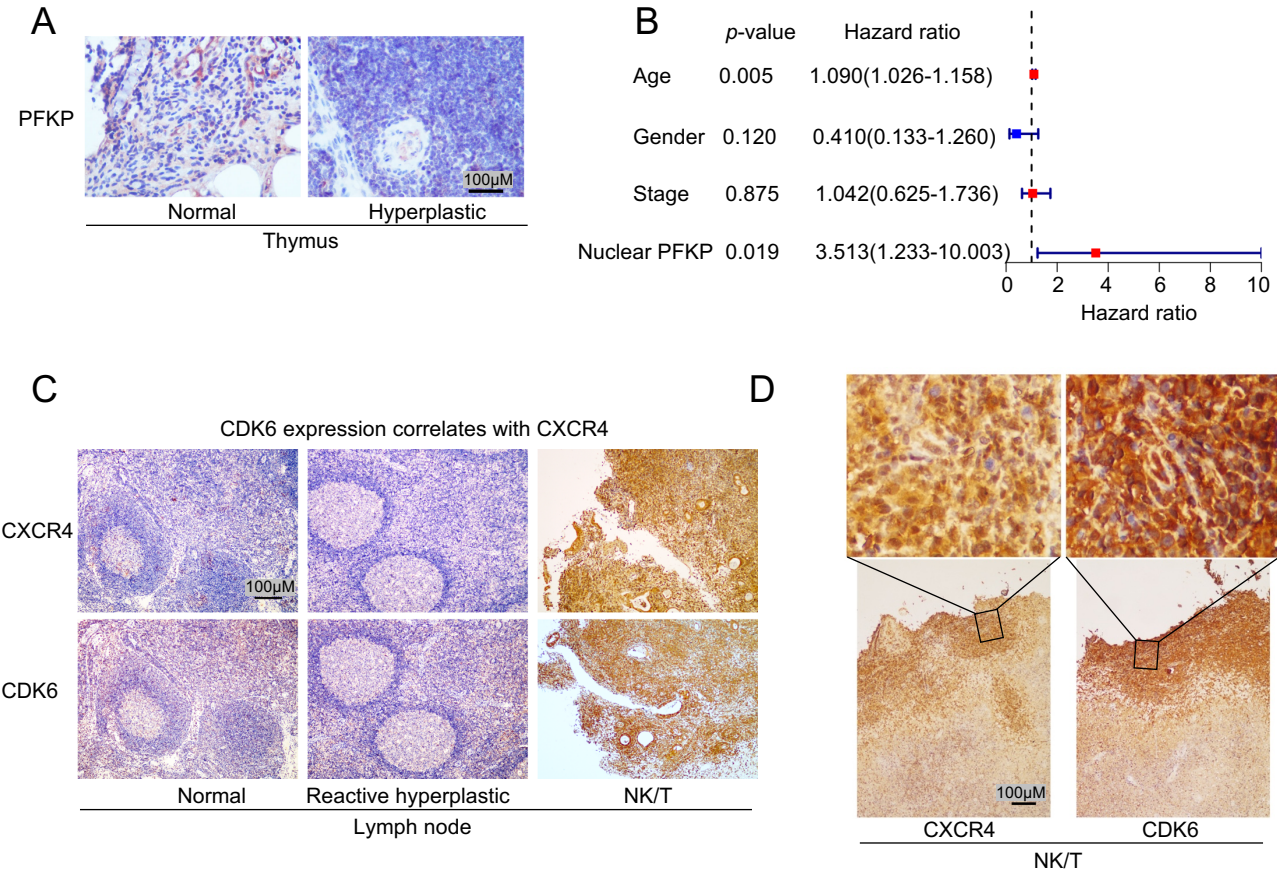 A
PFKP
100μM
Normal
Hyperplastic
Thymus
B
p-value
Hazard ratio
Age 0.005 1.090(1.026-1.158)
Gender 0.120 0.410(0.133-1.260)
Stage 0.875 1.042(0.625-1.736)
Nuclear PFKP 0.019 3.513(1.233-10.003)
0 2 4 6 8 10
Hazard ratio
C
CDK6 expression correlates with CXCR4
CXCR4
100μM
CDK6
Normal
Reactive hyperplastic
NK/T
Lymph node
D
100μM
CXCR4
CDK6
NK/T